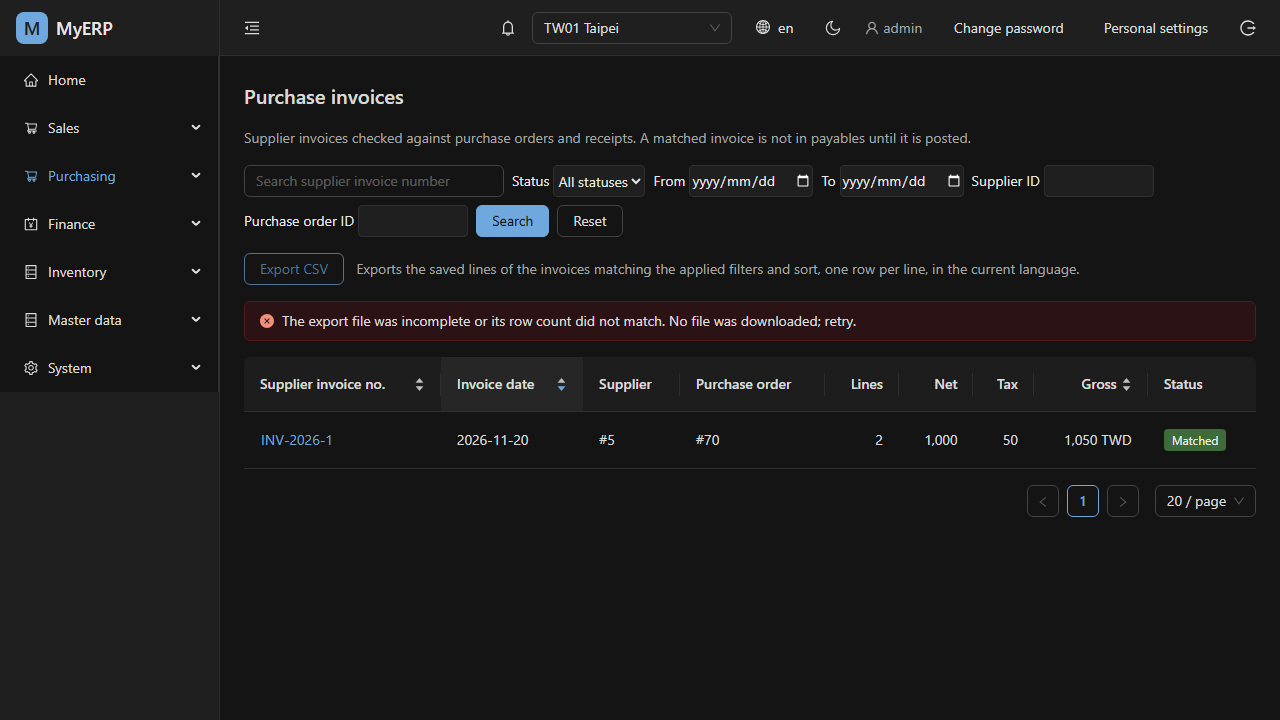 M MyERP
TW01 Taipei
en
admin
Change password
Personal settings
Home
Sales
Purchasing
Finance
Inventory
Master data
System
Purchase invoices
Supplier invoices checked against purchase orders and receipts. A matched invoice is not in payables until it is posted.
Search supplier invoice number Status All statuses From yyyy/mm/dd To yyyy/mm/dd Supplier ID
Purchase order ID Search Reset
Export CSV Exports the saved lines of the invoices matching the applied filters and sort, one row per line, in the current language.
The export file was incomplete or its row count did not match. No file was downloaded; retry.
Supplier invoice no. Invoice date Supplier Purchase order Lines Net Tax Gross Status
INV-2026-1 2026-11-20 #5 #70 2 1,000 50 1,050 TWD Matched
1 20 / page